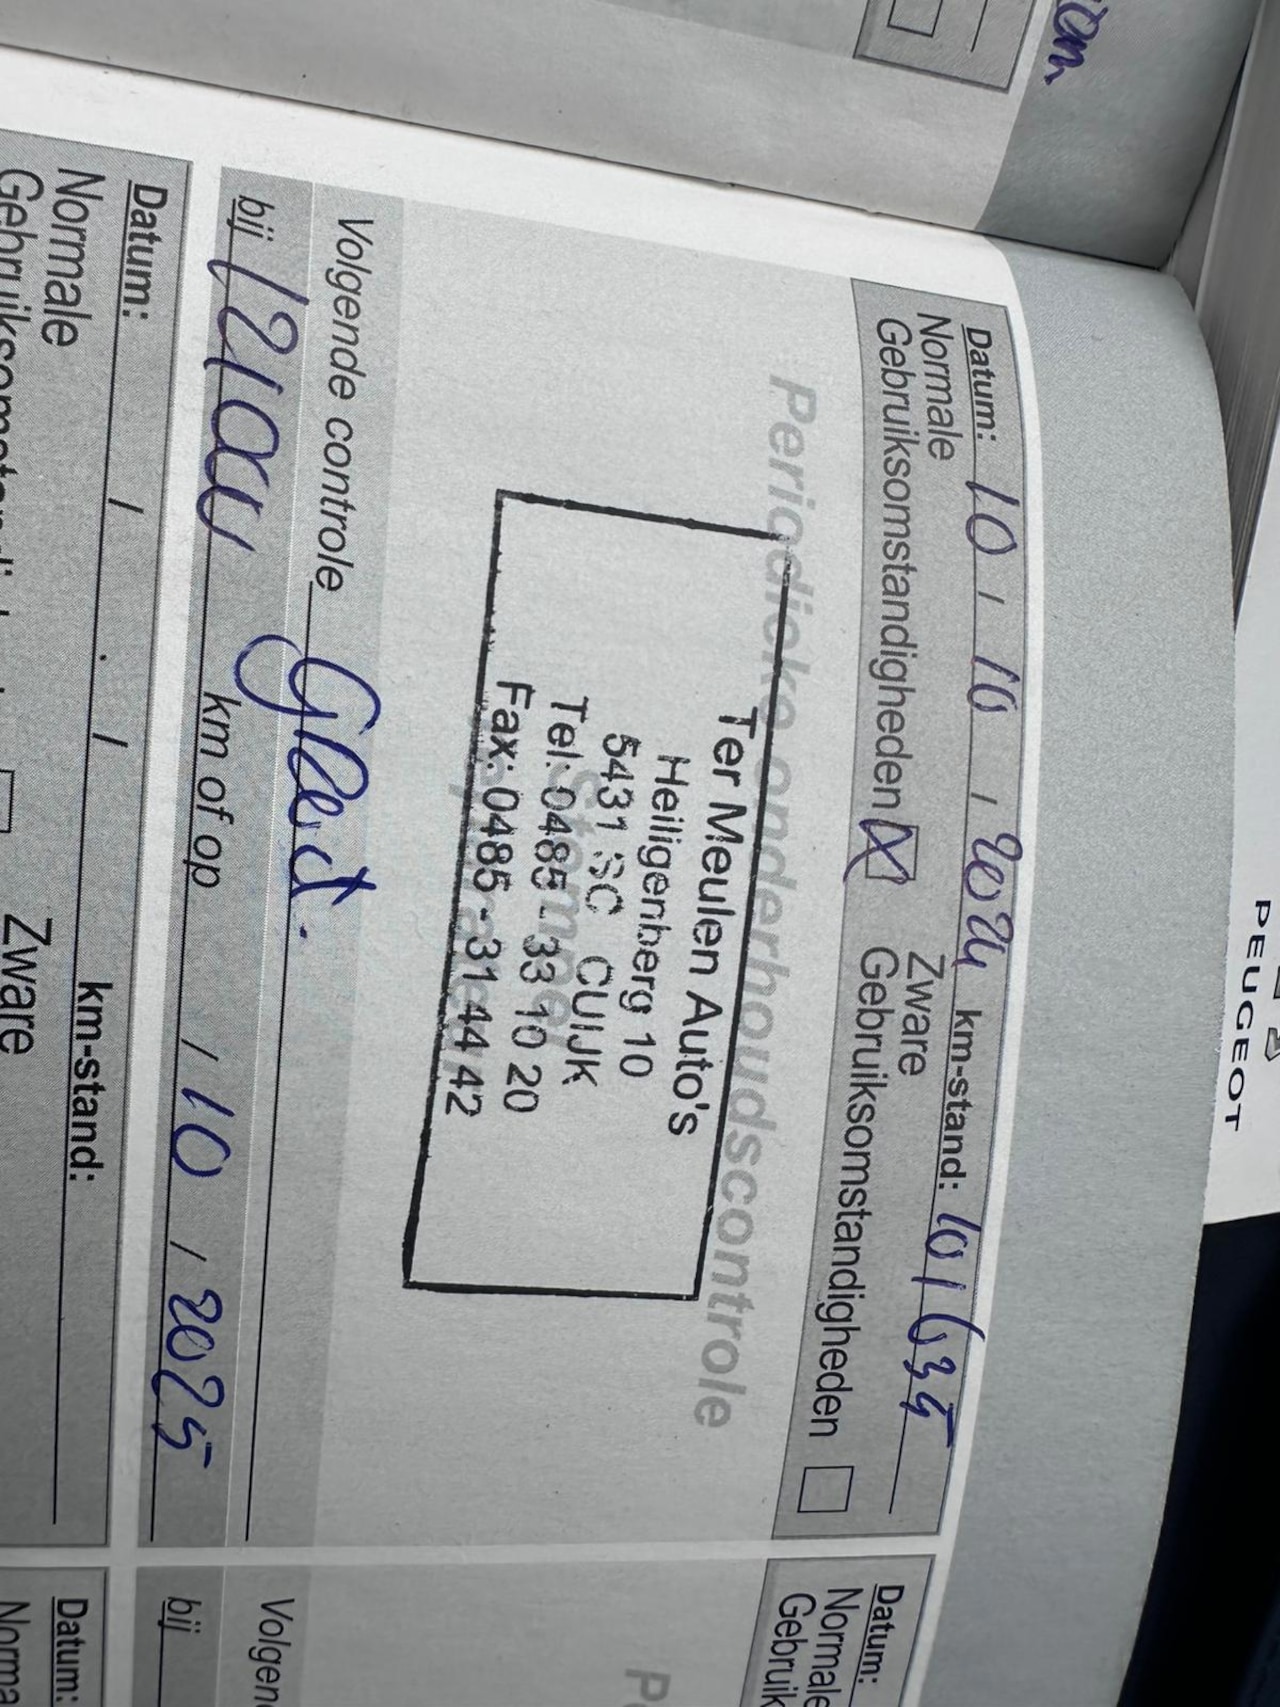 om
PEUGEOT
Datum: 10 / 10 / 2024 km-stand: 101635
Normale Zware
Gebruiksomstandigheden X Gebruiksomstandigheden
Periodieke onderhoudscontrole
Ter Meulen Auto's
Heiligenberg 10
5431 SC CUIJK
Tel: 0485 - 33 10 20
Fax: 0485 - 31 44 42
Volgende controle
bij km of op / 10 / 2025
Datum: / / km-stand:
Normale Zware
Datum:
Normale
Volgen
bij
Datum: